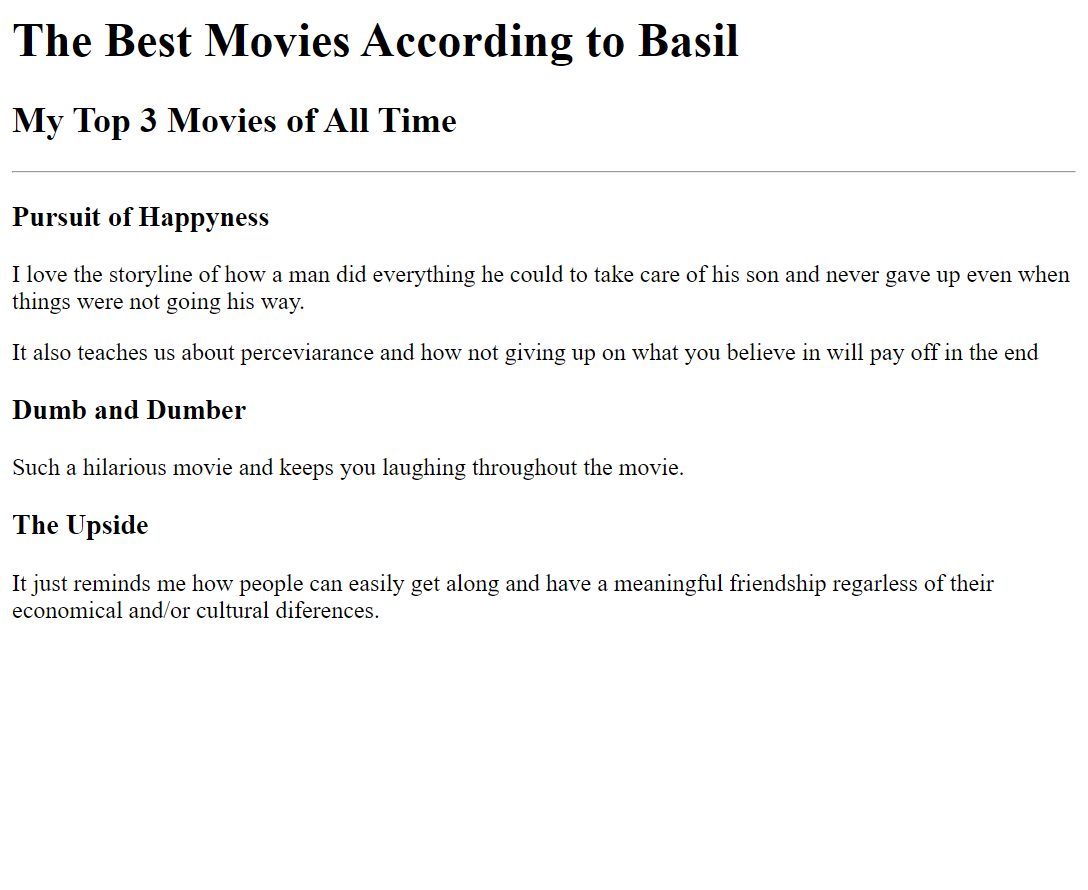 The Best Movies According to Basil
My Top 3 Movies of All Time
Pursuit of Happyness
I love the storyline of how a man did everything he could to take care of his son and never gave up even when
things were not going his way.
It also teaches us about perceviarance and how not giving up on what you believe in will pay off in the end
Dumb and Dumber
Such a hilarious movie and keeps you laughing throughout the movie.
The Upside
It just reminds me how people can easily get along and have a meaningful friendship regarless of their
economical and/or cultural diferences.